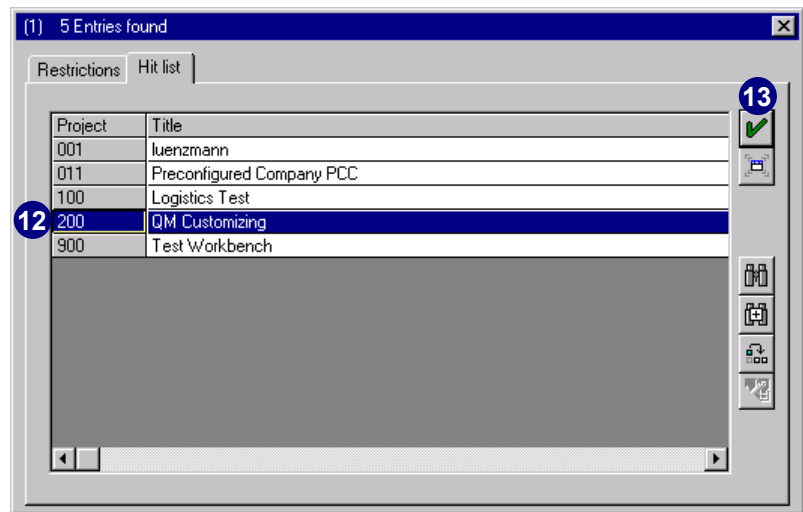 (1) 5 Entries found
Restrictions Hit list
13
Project Title
001 luenzmann
011 Preconfigured Company PCC
100 Logistics Test
12 200 QM Customizing
900 Test Workbench